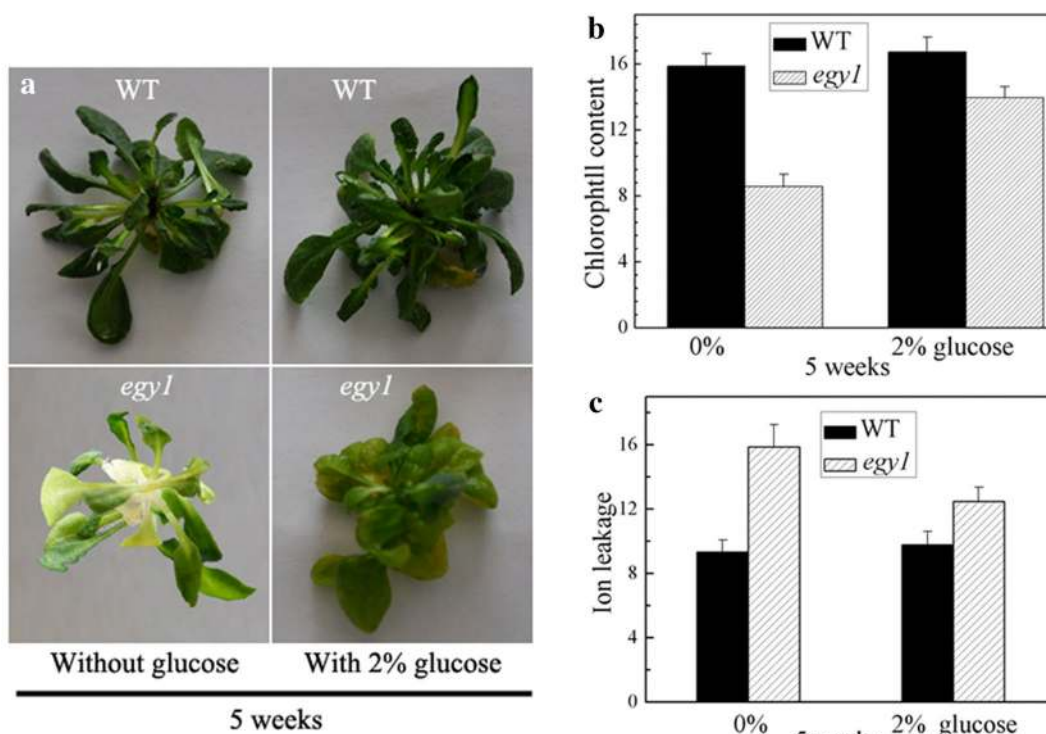 a
WT
WT
egy1
egy1
Without glucose
With 2% glucose
5 weeks
b
WT
egy1
16
12
8
4
0
Chlorophtll content
0%
2% glucose
5 weeks
c
WT
egy1
16
12
8
4
0
Ion leakage
0%
2% glucose